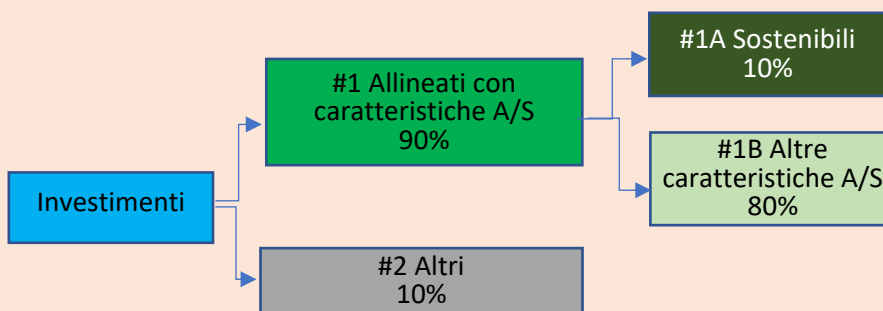 #1A Sostenibili
10%
#1 Allineati con
caratteristiche A/S
90%
#1B Altre
caratteristiche A/S
80%
Investimenti
#2 Altri
10%